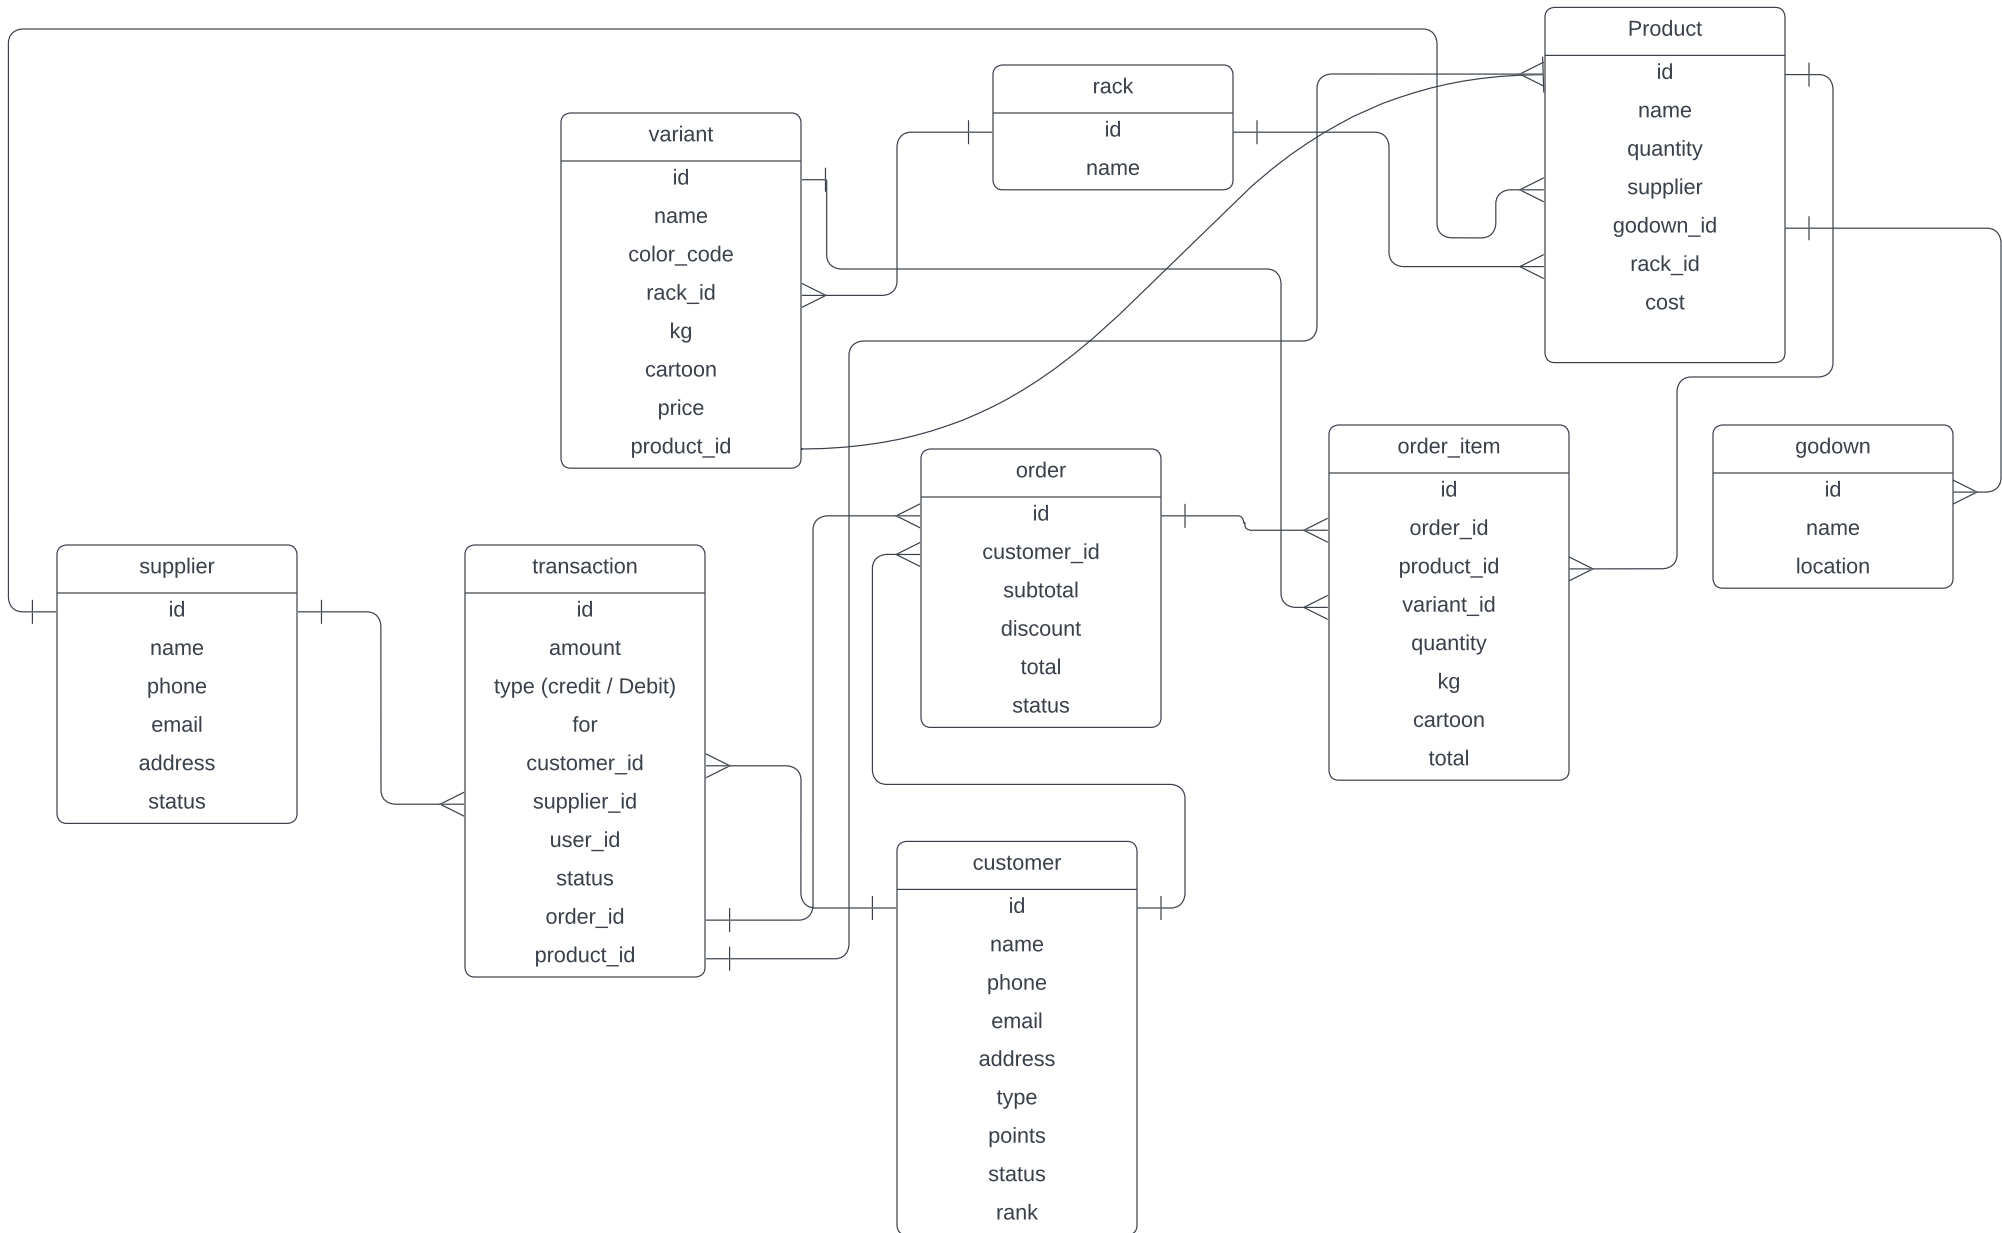 Product
id
name
quantity
supplier
godown_id
rack_id
cost
rack
id
name
variant
id
name
color_code
rack_id
kg
cartoon
price
product_id
order
id
customer_id
subtotal
discount
total
status
order_item
id
order_id
product_id
variant_id
quantity
kg
cartoon
total
godown
id
name
location
supplier
id
name
phone
email
address
status
transaction
id
amount
type (credit / Debit)
for
customer_id
supplier_id
user_id
status
order_id
product_id
customer
id
name
phone
email
address
type
points
status
rank